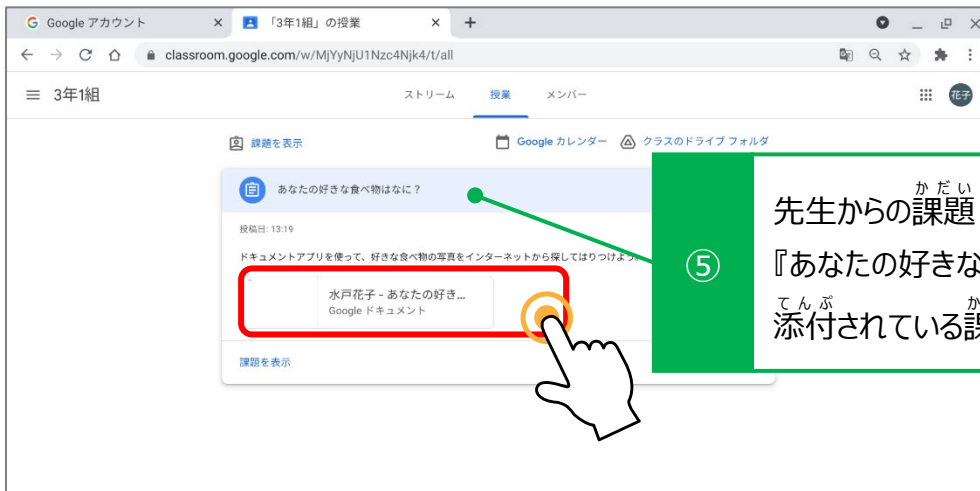 Google アカウント
「3年1組」の授業
classroom.google.com/w/MjYyNjU1Nzc4Njk4/t/all
3年1組
ストリーム 授業 メンバー
花子
課題を表示
Google カレンダー クラスのドライブ フォルダ
あなたの好きな食べ物はなに？
投稿日: 13:19
ドキュメントアプリを使って、好きな食べ物の写真をインターネットから探してはりつけよう。
水戸花子 - あなたの好き...
Google ドキュメント
課題を表示
⑤
かだい
先生からの課題
『あなたの好きな
てんぷ
添付されている課